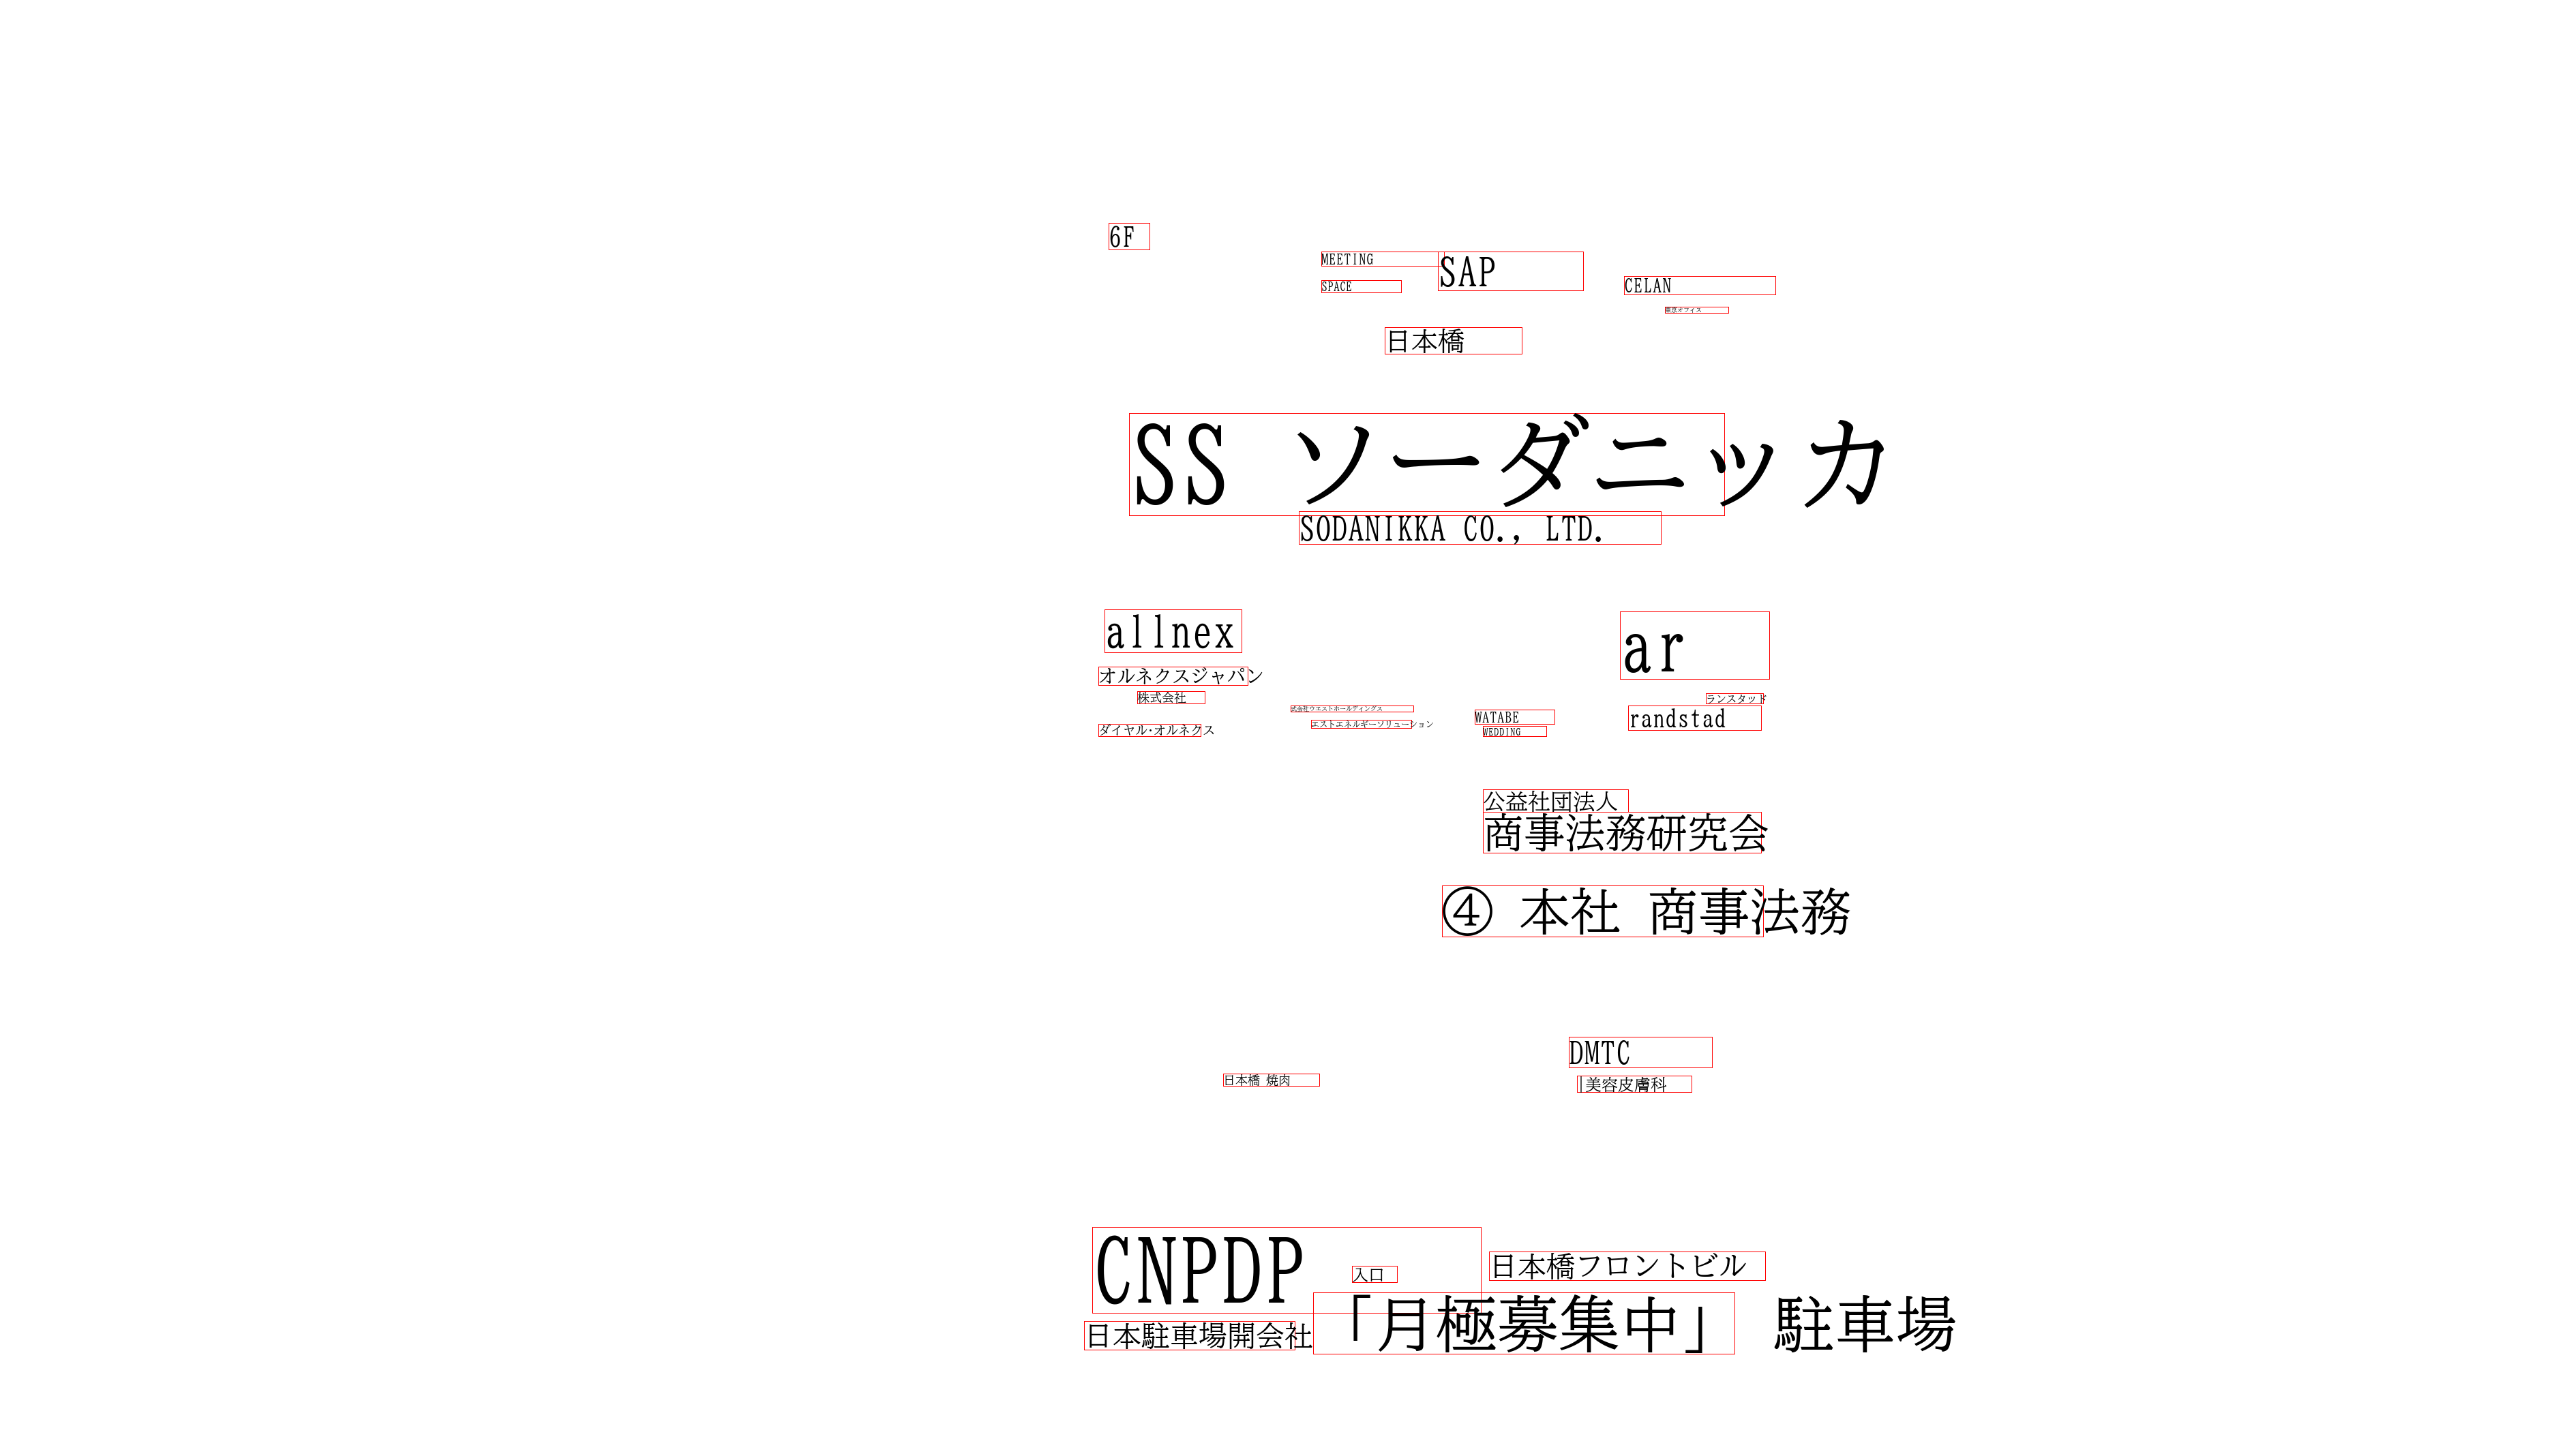 6F
MEETING
SAP
SPACE
CELAN
東京オフィス
日本橋
SS ソーダニッカ
SODANIKKA CO., LTD.
allnex
ar
オルネクスジャパン
株式会社
ランスタッド
式会社ウエストホールディングス
WATABE
randstad
エストエネルギーソリューション
ダイヤル・オルネクス
WEDDING
公益社団法人
商事法務研究会
④ 本社 商事法務
DMTC
日本橋 焼肉
|美容皮膚科
CNPDP
日本橋フロントビル
入口
「月極募集中」 駐車場
日本駐車場開会社